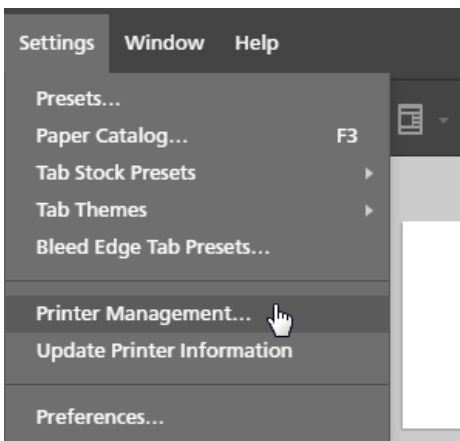 Settings Window Help
Presets...
Paper Catalog... F3
Tab Stock Presets
Tab Themes
Bleed Edge Tab Presets...
Printer Management...
Update Printer Information
Preferences...